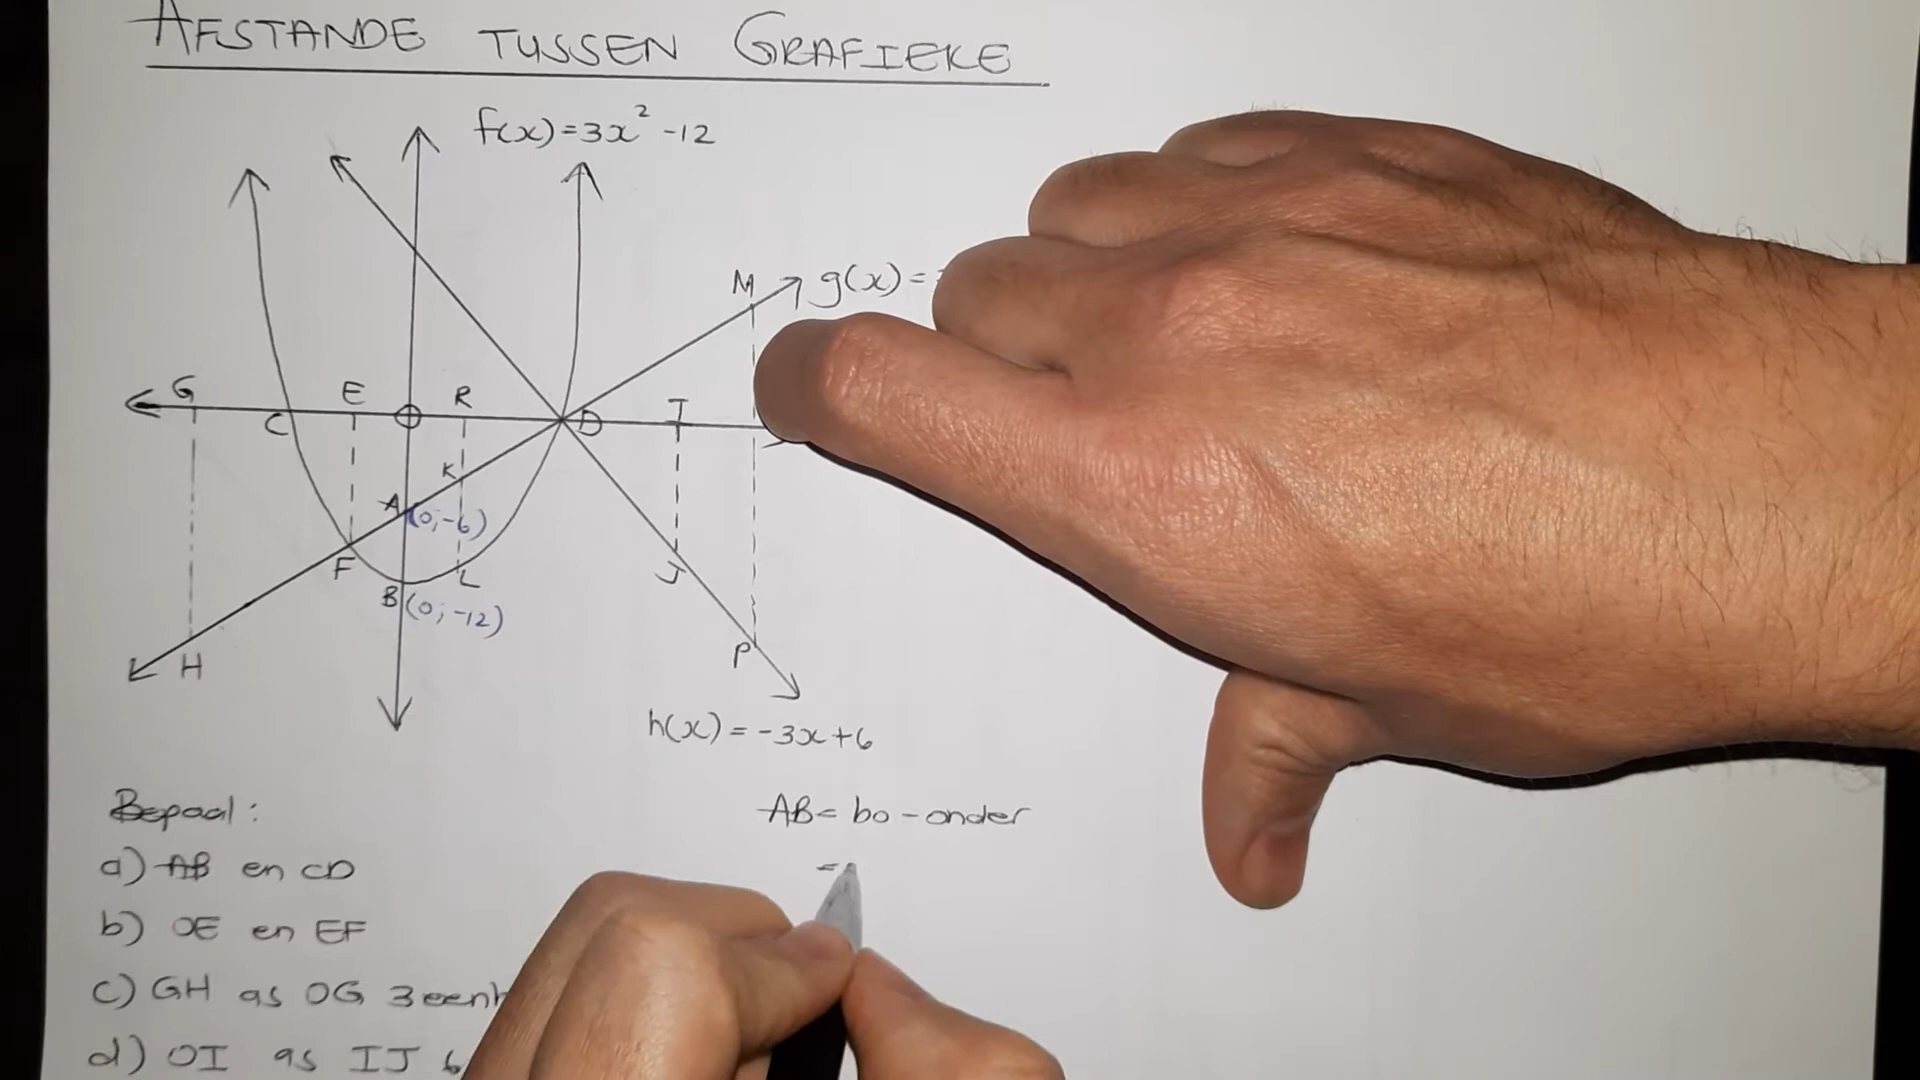 AFSTANDE TUSSEN GRAFIEKE
f(x)=3x²-12
M
g(x)=
G
E
R
C
D
I
K
A
(0;-6)
F
L
J
B
(0;-12)
H
P
h(x)=-3x+6
Bepaal:
AB= bo-onder
=
a) AB en CD
b) OE en EF
c) GH as OG 3
d) OI as IJ 6